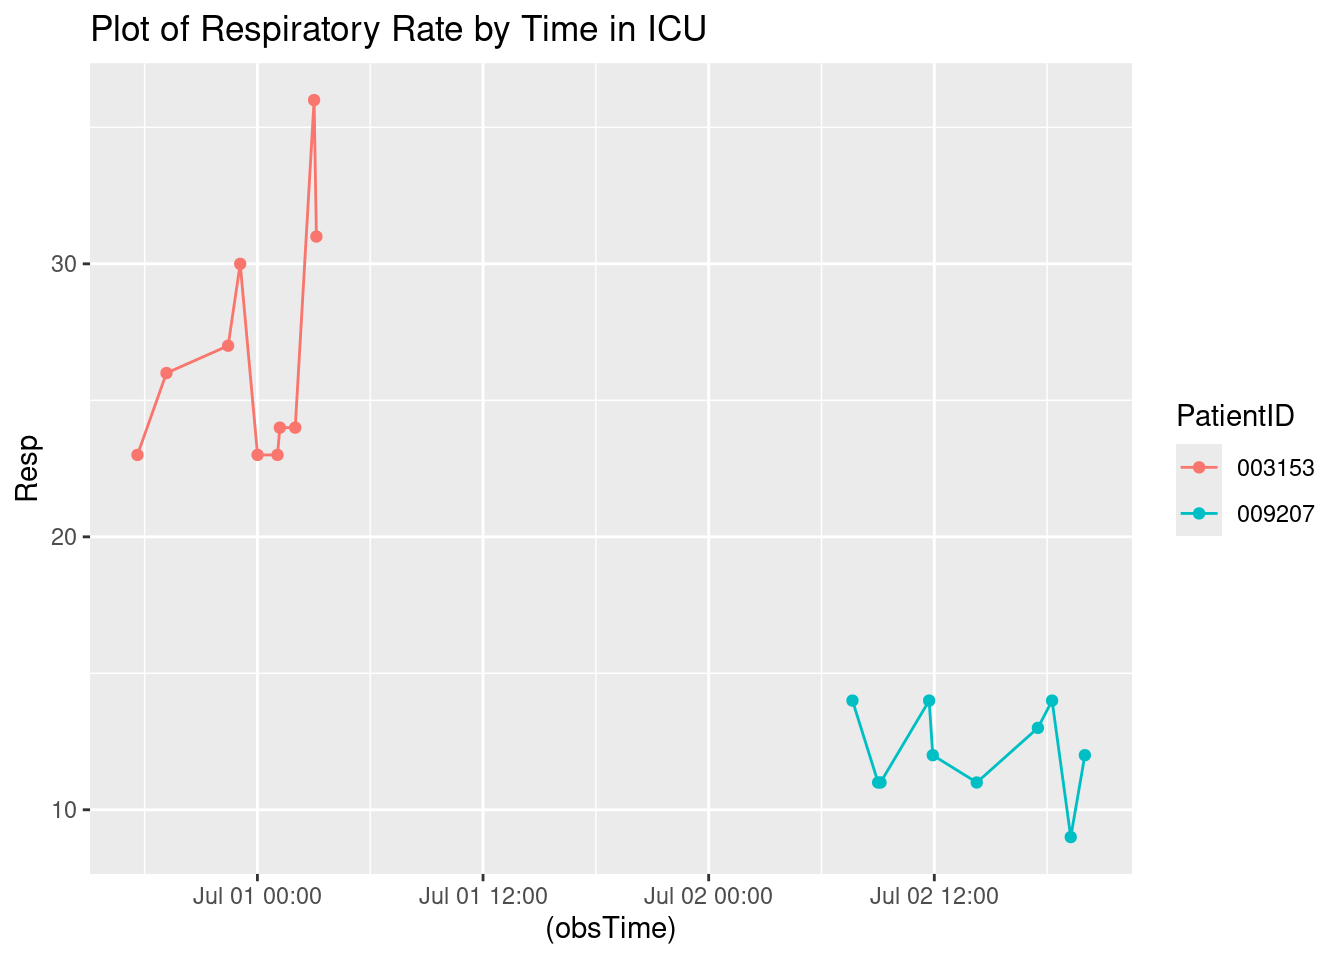 Plot of Respiratory Rate by Time in ICU
Resp
30
20
10
Jul 01 00:00 Jul 01 12:00 Jul 02 00:00 Jul 02 12:00
(obsTime)
PatientID
003153
009207